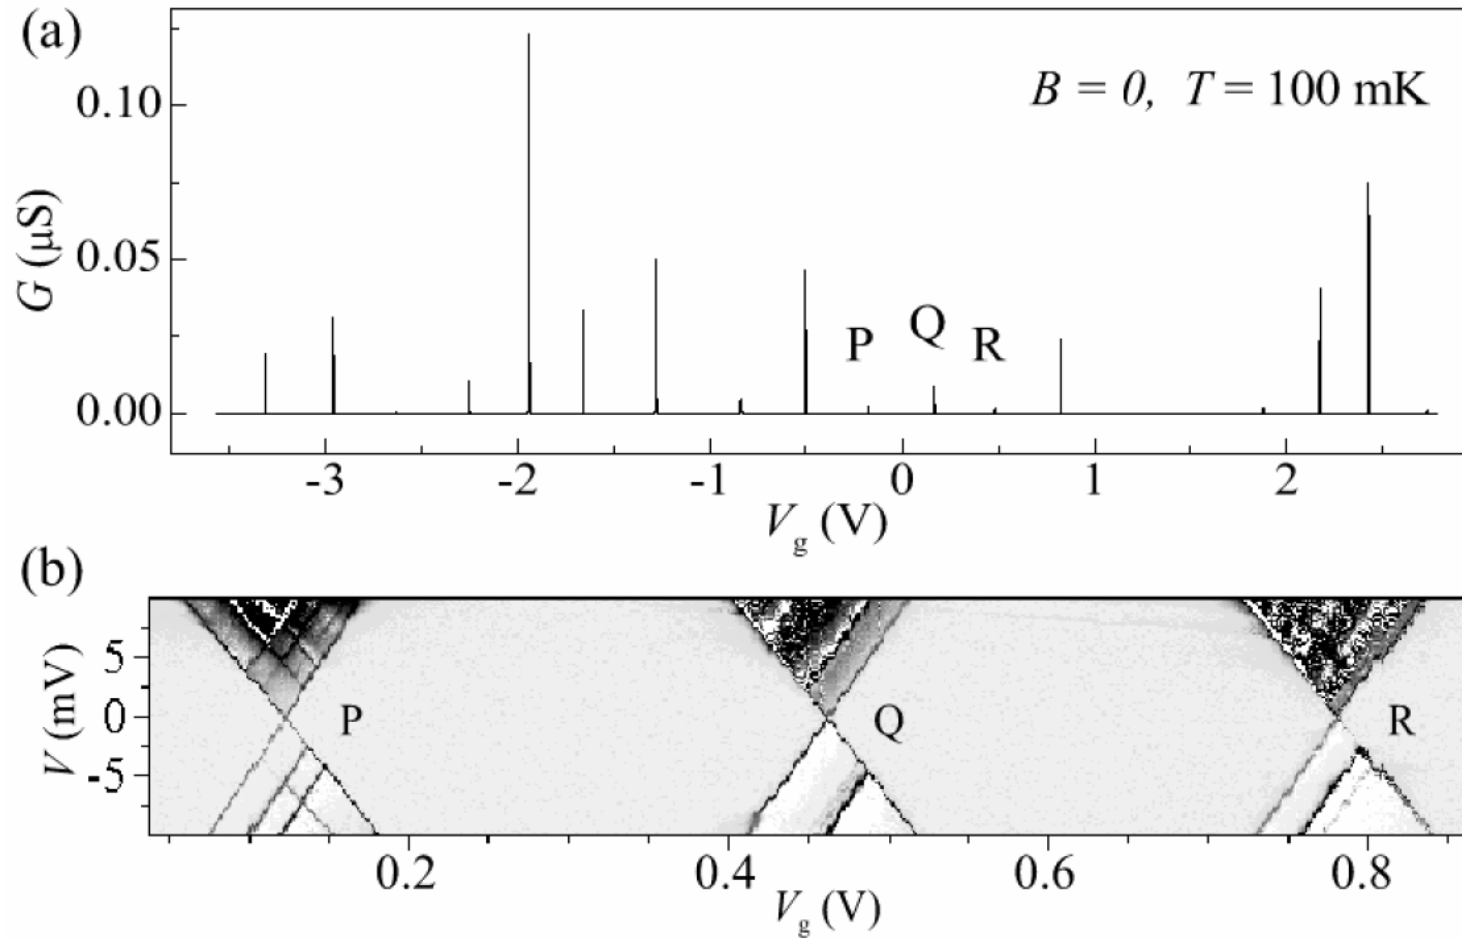 (a)
B = 0, T = 100 mK
G (μS)
0.10
0.05
0.00
P
Q
R
-3 -2 -1 0 1 2
Vg (V)
(b)
V (mV)
5
0
-5
P
Q
R
0.2 0.4 0.6 0.8
Vg (V)